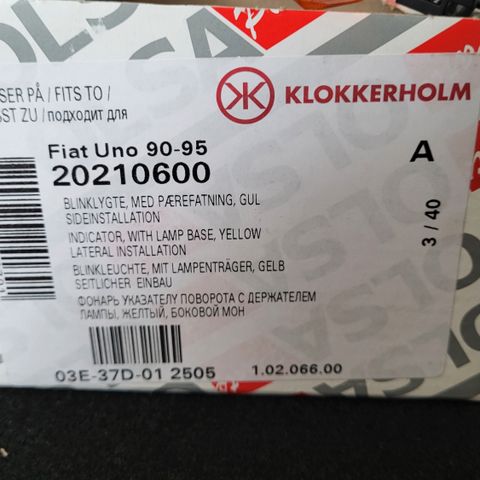 SER PÅ / FITS TO /
ST ZU / подходит для
KLOKKERHOLM
Fiat Uno 90-95
A
20210600
BLINKLYGTE, MED PÆREFATNING, GUL
SIDEINSTALLATION
INDICATOR, WITH LAMP BASE, YELLOW
LATERAL INSTALLATION
BLINKLEUCHTE, MIT LAMPENTRÄGER, GELB
SEITLICHER EINBAU
ФОНАРЬ УКАЗАТЕЛУ ПОВОРОТА С ДЕРЖАТЕЛЕМ
ЛАМПЫ, ЖЕЛТЫЙ, БОКОВОЙ МОН
3 / 40
03E-37D-01 2505
1.02.066.00